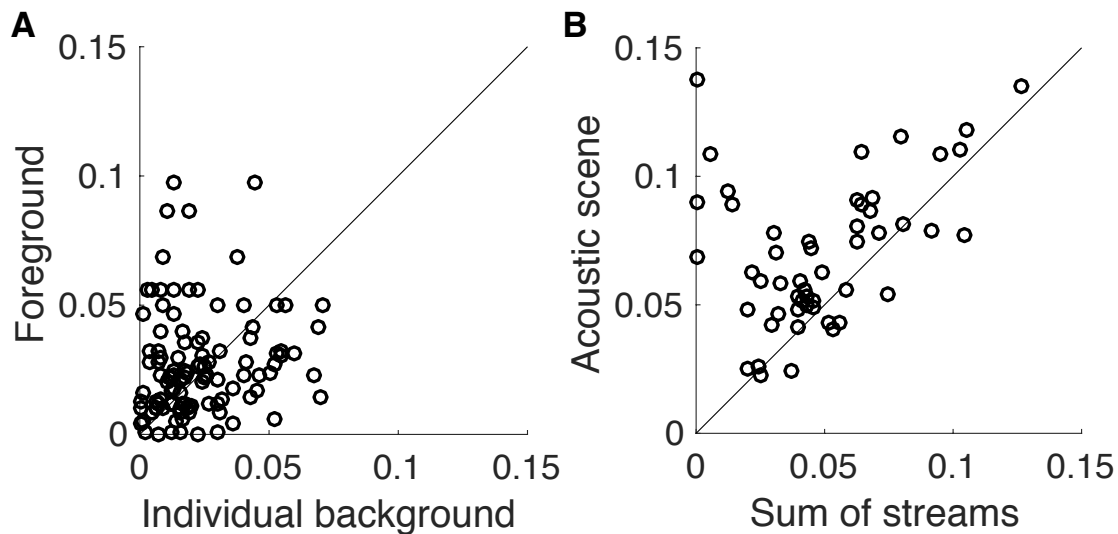 A
0.15
Foreground
0.1
0.05
0
0 0.05 0.1 0.15
Individual background
B
0.15
Acoustic scene
0.1
0.05
0
0 0.05 0.1 0.15
Sum of streams